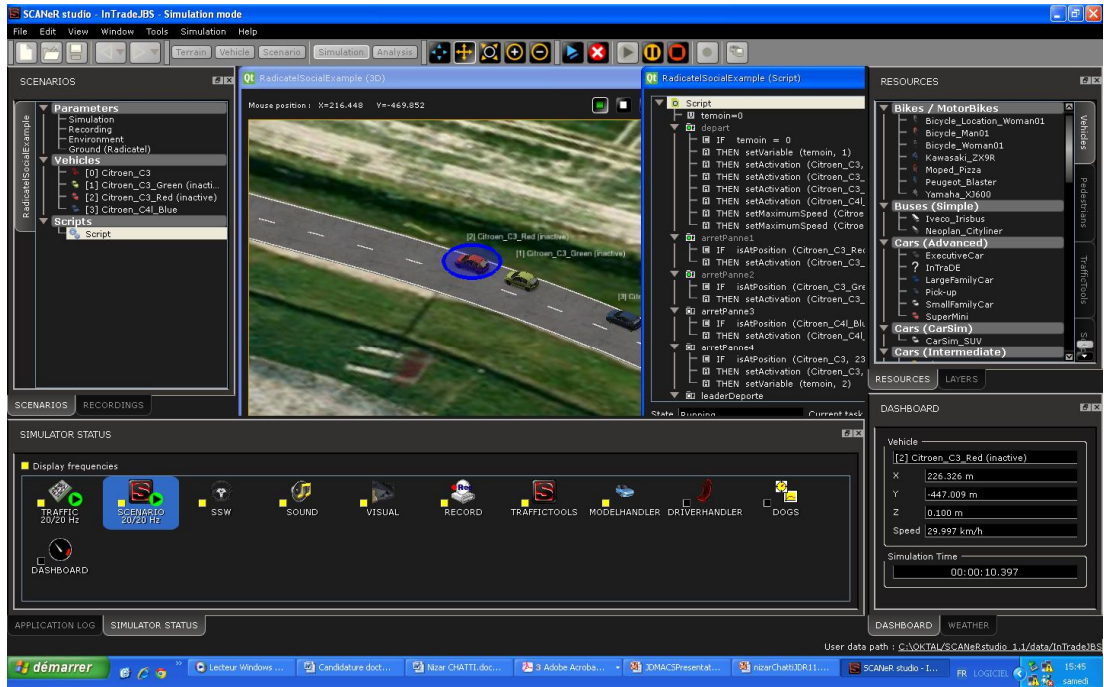 SCANeR studio - InTradeJBS - Simulation mode
File Edit View Window Tools Simulation Help
Terrain Vehicle Scenario Simulation Analysis
SCENARIOS
RadicatelSocialExample
Parameters
Simulation
Recording
Environment
Ground (Radicatel)
Vehicles
[0] Citroen_C3
[1] Citroen_C3_Green (inacti...
[2] Citroen_C3_Red (inactive)
[3] Citroen_C4l_Blue
Scripts
Script
SCENARIOS RECORDINGS
RadicatelSocialExample (3D)
Mouse position : X=216.448 Y=-469.852
[2] Citroen_C3_Red (inactive)
[1] Citroen_C3_Green (inactive)
[3] Cit
RadicatelSocialExample (Script)
Script
temoin=0
depart
IF temoin = 0
THEN setVariable (temoin, 1)
THEN setActivation (Citroen_C3,
THEN setActivation (Citroen_C3_
THEN setActivation (Citroen_C3_
THEN setActivation (Citroen_C4l_
THEN setMaximumSpeed (Citroe
THEN setMaximumSpeed (Citroe
arretPanne1
IF isAtPosition (Citroen_C3_Rec
THEN setActivation (Citroen_C3_
arretPanne2
IF isAtPosition (Citroen_C3_Gre
THEN setActivation (Citroen_C3_
arretPanne3
IF isAtPosition (Citroen_C4l_Blu
THEN setActivation (Citroen_C4l_
arretPanne4
IF isAtPosition (Citroen_C3, 23
THEN setActivation (Citroen_C3,
THEN setVariable (temoin, 2)
leaderDeporte
State Running Current task
RESOURCES
Bikes / MotorBikes
Bicycle_Location_Woman01
Bicycle_Man01
Bicycle_Woman01
Kawasaki_ZX9R
Moped_Pizza
Peugeot_Blaster
Yamaha_XJ600
Buses (Simple)
Iveco_Irisbus
Neoplan_Cityliner
Cars (Advanced)
ExecutiveCar
InTraDE
LargeFamilyCar
Pick-up
SmallFamilyCar
SuperMini
Cars (CarSim)
CarSim_SUV
Cars (Intermediate)
Vehicles
Pedestrians
TrafficTools
RESOURCES LAYERS
SIMULATOR STATUS
Display frequencies
TRAFFIC SCENARIO SSW SOUND VISUAL RECORD TRAFFICTOOLS MODELHANDLER DRIVERHANDLER DOGS
20/20 Hz 20/20 Hz
DASHBOARD
APPLICATION LOG SIMULATOR STATUS
DASHBOARD
Vehicle
[2] Citroen_C3_Red (inactive)
X 226.326 m
Y -447.009 m
Z 0.100 m
Speed 29.997 km/h
Simulation Time
00:00:10.397
DASHBOARD WEATHER
User data path : C:\OKTAL/SCANeRstudio_1.1/data/InTradeJBS
démarrer Lecteur Windows ... Candidature doct... Nizar CHATTI.doc... 3 Adobe Acroba... JDMACSPresentat... nizarChattiJDR11.... SCANeR studio - I... FR LOGICIEL 15:45
samedi